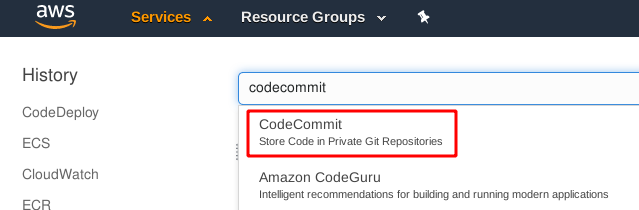 aws
Services
Resource Groups
History
codecommit
CodeDeploy
CodeCommit
Store Code in Private Git Repositories
ECS
CloudWatch
Amazon CodeGuru
Intelligent recommendations for building and running modern applications
ECR